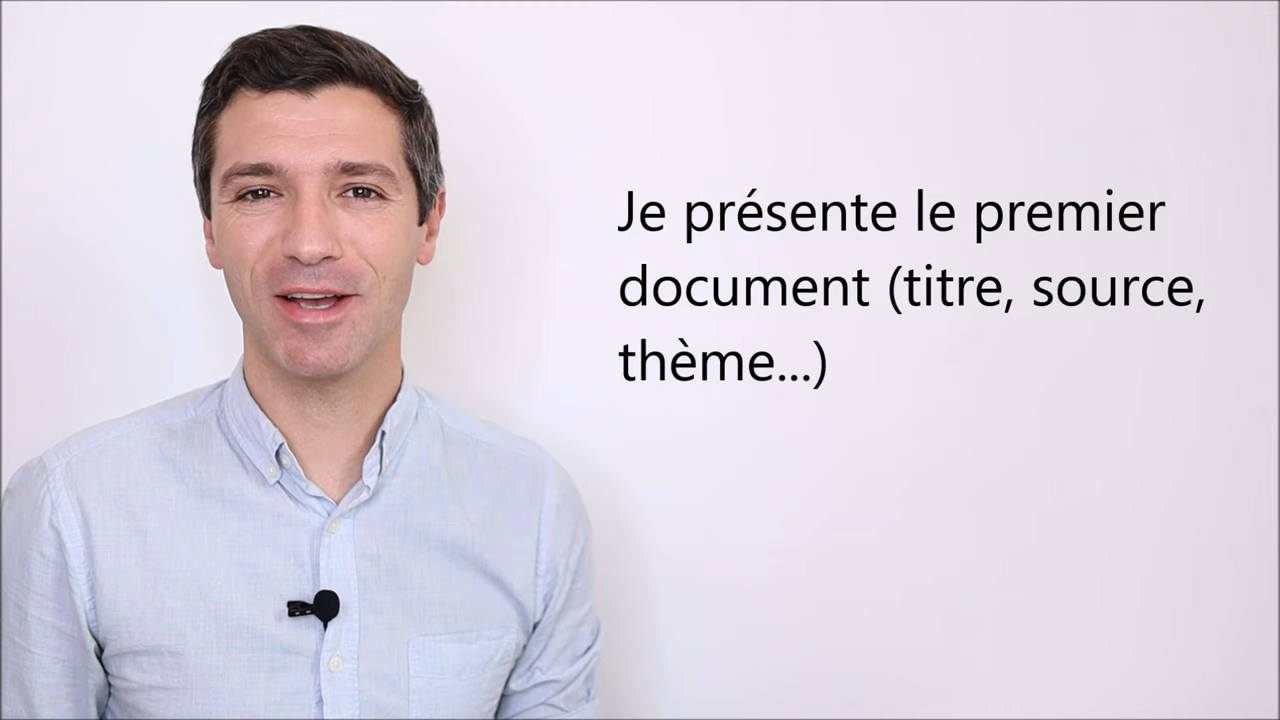 Je présente le premier
document (titre, source,
thème...)